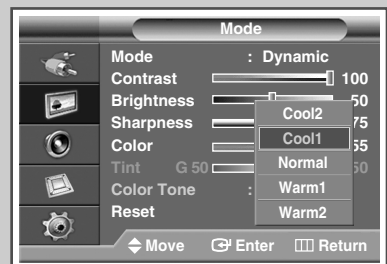 Mode
Mode : Dynamic
Contrast 100
Brightness 50
Sharpness 75
Color 55
Tint G 50 50
Color Tone :
Reset
Cool2
Cool1
Normal
Warm1
Warm2
Move Enter Return